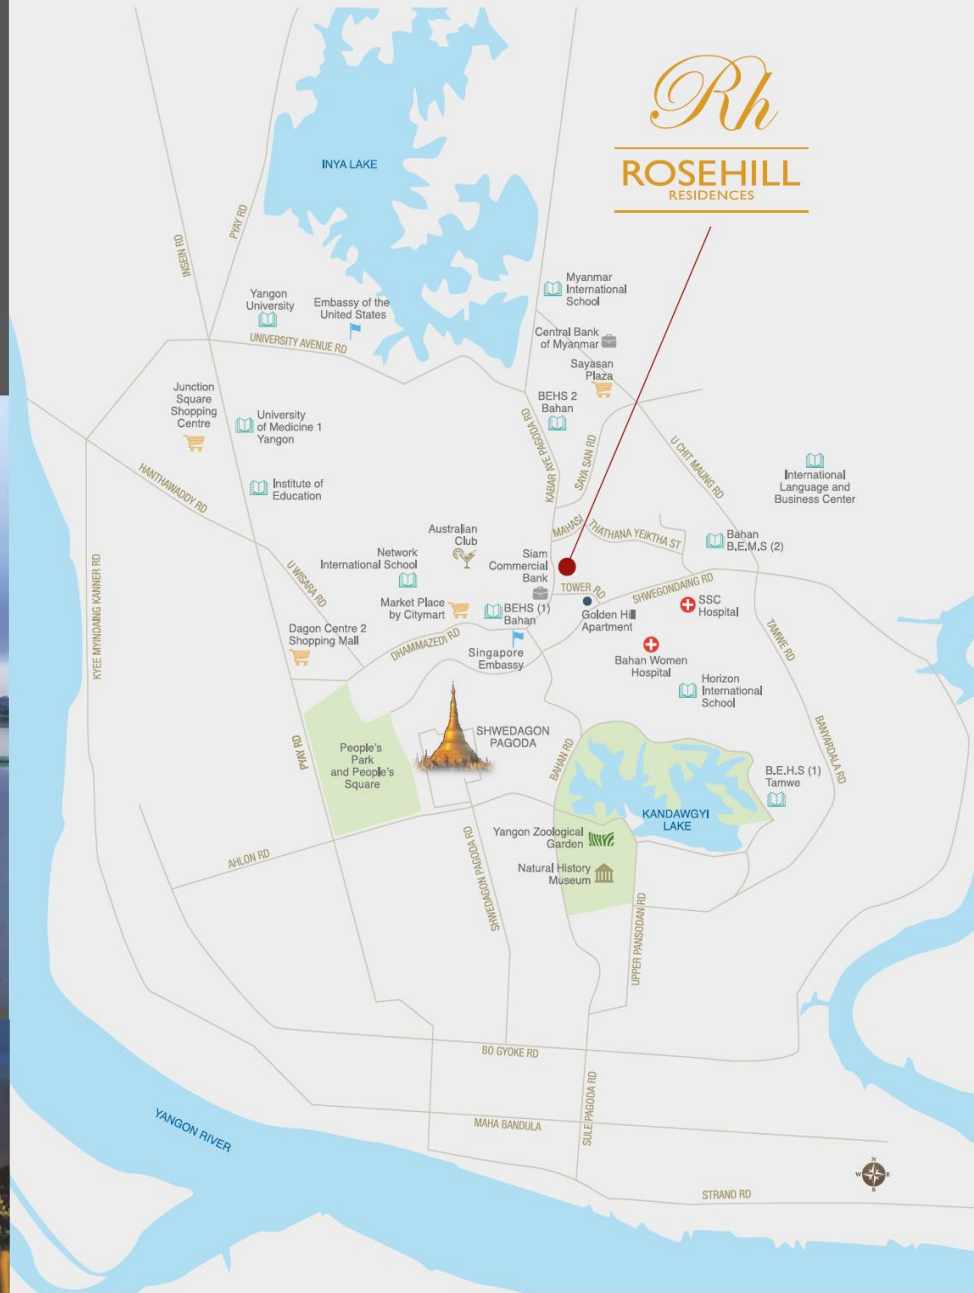 Rh
ROSEHILL
RESIDENCES
INYA LAKE
PYAY RD
INSEIN RD
Myanmar
International
School
Yangon
University
Embassy of the
United States
UNIVERSITY AVENUE RD
Central Bank
of Myanmar
Sayasan
Plaza
BEHS 2
Bahan
Junction
Square
Shopping
Centre
University
of Medicine 1
Yangon
KABAR AYE PAGODA RD
SAYA SAN RD
U CHIT MAUNG RD
International
Language and
Business Center
HANTHAWADDY RD
Institute of
Education
Australian
Club
MAHASI
THATHANA YEIKTHA ST
Bahan
B.E.M.S (2)
Network
International School
Siam
Commercial
Bank
U WISARA RD
KYEE MYINDAING KANNER RD
TOWER RD
SHWEGONDAING RD
Market Place
by Citymart
BEHS (1)
Bahan
Golden Hill
Apartment
SSC
Hospital
Dagon Centre 2
Shopping Mall
DHAMMAZEDI RD
Singapore
Embassy
Bahan Women
Hospital
TAMWE RD
Horizon
International
School
SHWEDAGON
PAGODA
PYAY RD
People's
Park
and People's
Square
BAHAN RD
BANYARDALA RD
B.E.H.S (1)
Tamwe
KANDAWGYI
LAKE
Yangon Zoological
Garden
AHLON RD
Natural History
Museum
SHWEDAGON PAGODA RD
UPPER PANSODAN RD
BO GYOKE RD
SULE PAGODA RD
MAHA BANDULA
YANGON RIVER
N
W E
S
STRAND RD